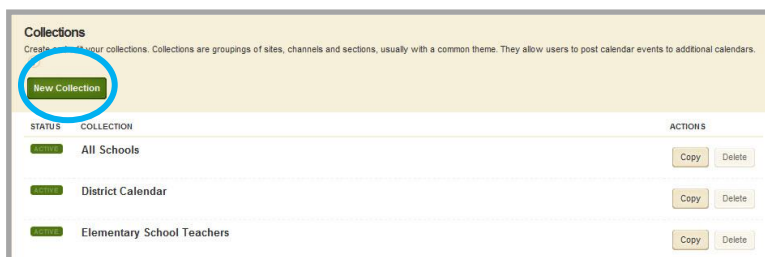 Collections
Create and edit your collections. Collections are groupings of sites, channels and sections, usually with a common theme. They allow users to post calendar events to additional calendars.
New Collection
STATUS COLLECTION ACTIONS
ACTIVE All Schools Copy Delete
ACTIVE District Calendar Copy Delete
ACTIVE Elementary School Teachers Copy Delete